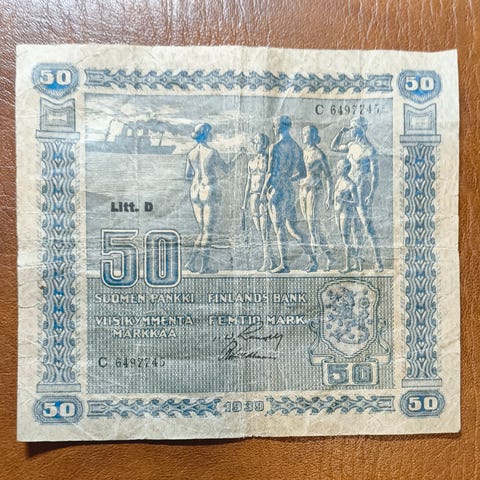 50 50
C 6497745
Litt. D
50
SUOMEN PANKKI FINLANDS BANK
VIISIKYMMENTÄ FEMTIO MARK
MARKKAA
C 6497745
50
50 1939 50